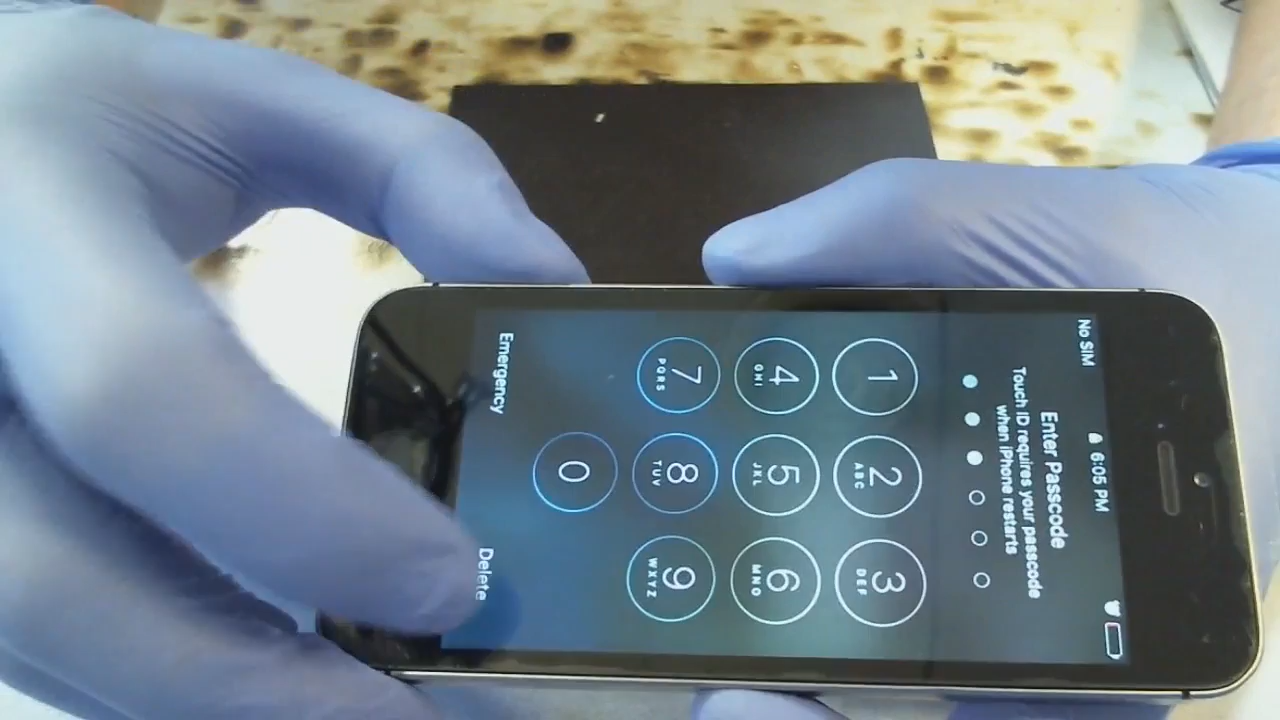 No SIM 6:05 PM
Enter Passcode
Touch ID requires your passcode
when iPhone restarts
1 2 ABC 3 DEF
4 GHI 5 JKL 6 MNO
7 PQRS 8 TUV 9 WXYZ
0
Emergency Delete